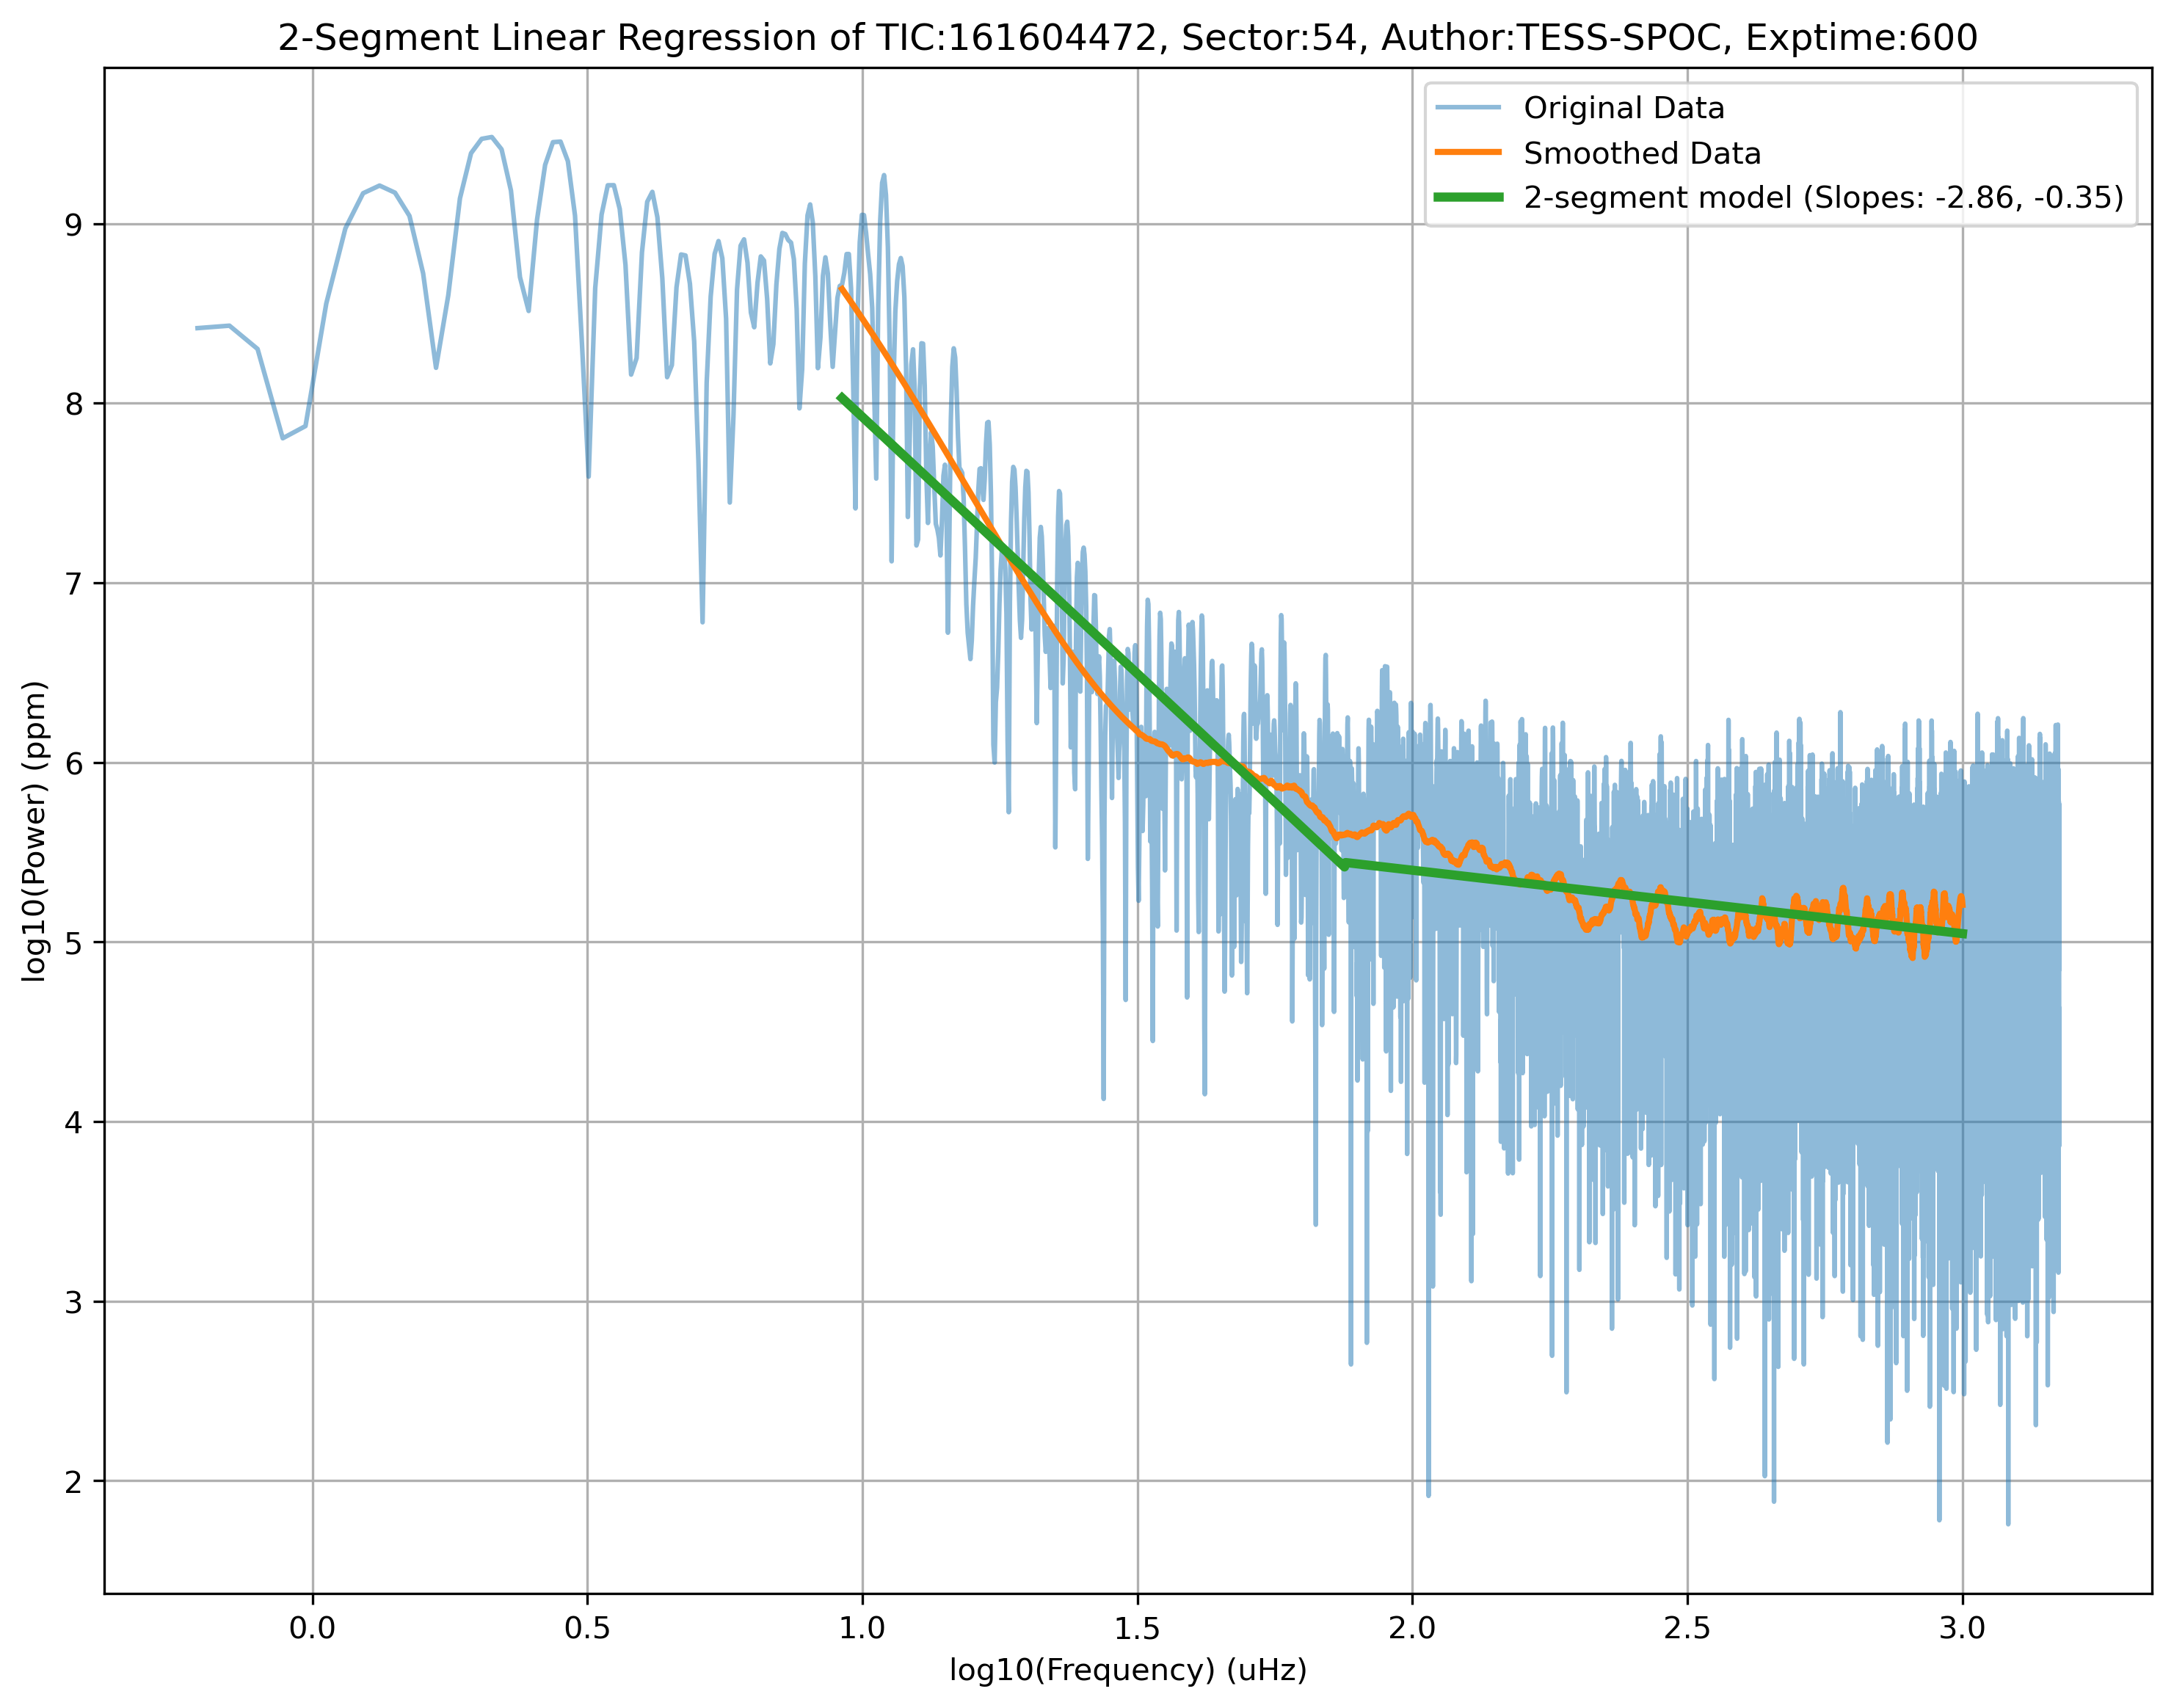 2-Segment Linear Regression of TIC:161604472, Sector:54, Author:TESS-SPOC, Exptime:600
Original Data
Smoothed Data
2-segment model (Slopes: -2.86, -0.35)
log10(Power) (ppm)
9
8
7
6
5
4
3
2
0.0 0.5 1.0 1.5 2.0 2.5 3.0
log10(Frequency) (uHz)